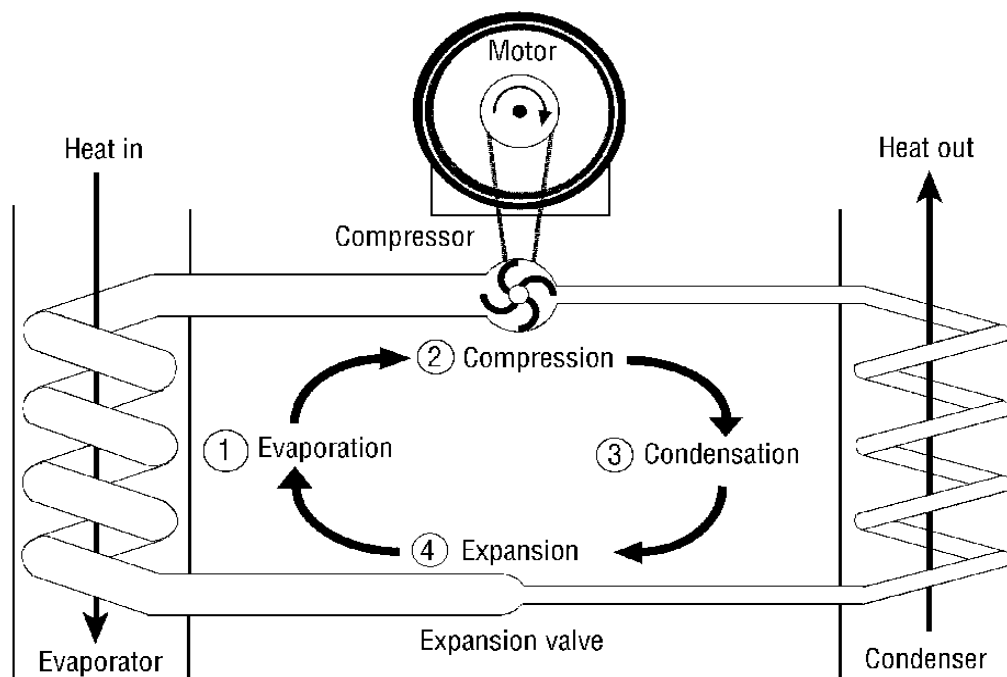 Motor
Heat in
Heat out
Compressor
2 Compression
1 Evaporation
3 Condensation
4 Expansion
Expansion valve
Evaporator
Condenser